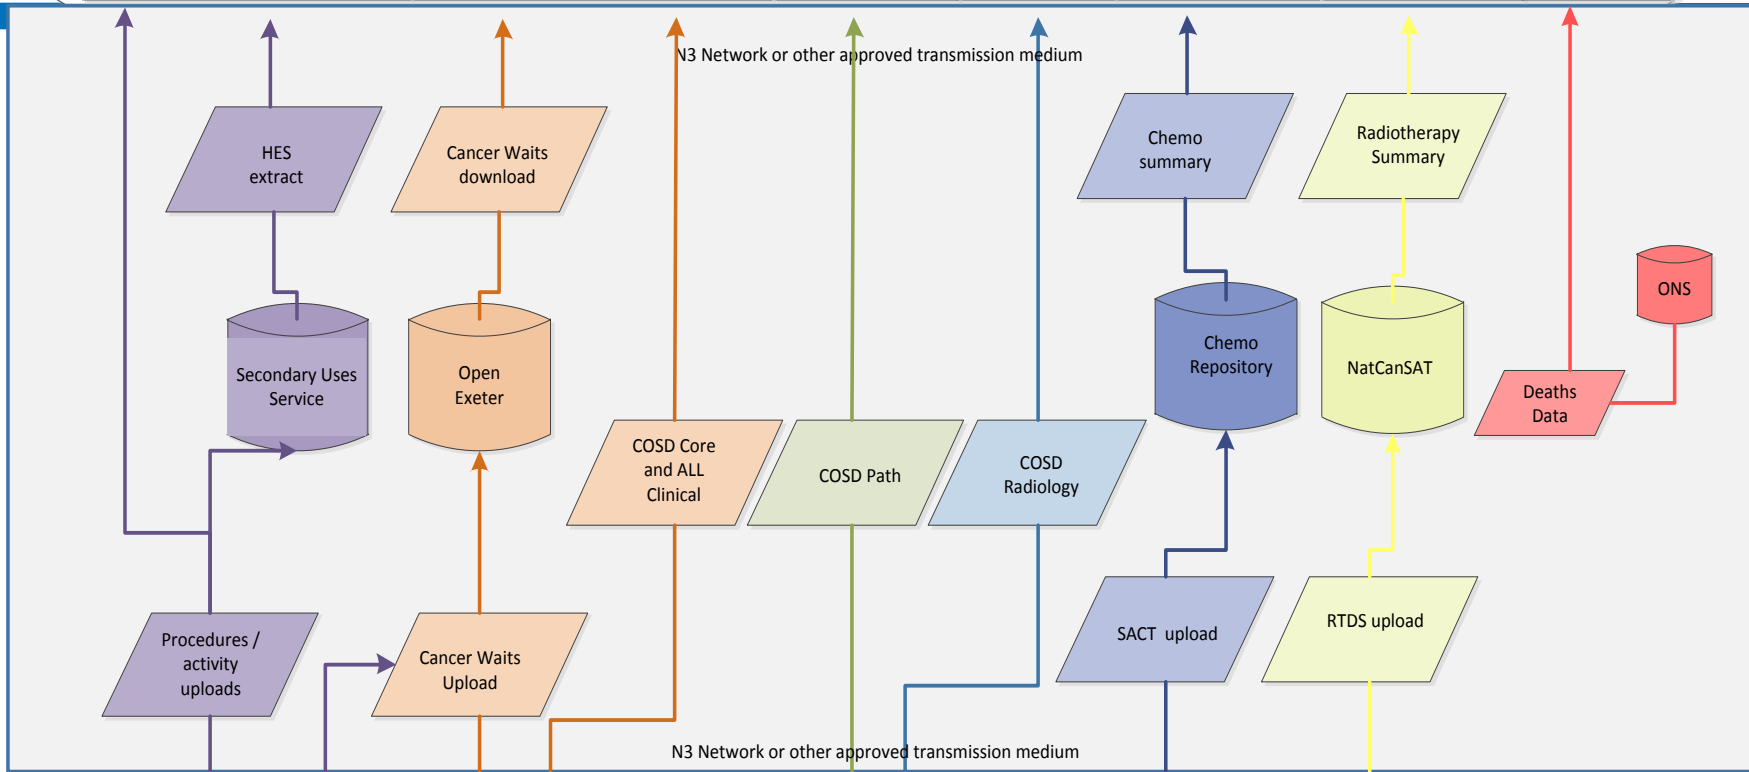 N3 Network or other approved transmission medium
HES
extract
Cancer Waits
download
Chemo
summary
Radiotherapy
Summary
Secondary Uses
Service
Open
Exeter
Chemo
Repository
NatCanSAT
ONS
Deaths
Data
COSD Core
and ALL
Clinical
COSD Path
COSD
Radiology
Procedures /
activity
uploads
Cancer Waits
Upload
SACT  upload
RTDS upload
N3 Network or other approved transmission medium